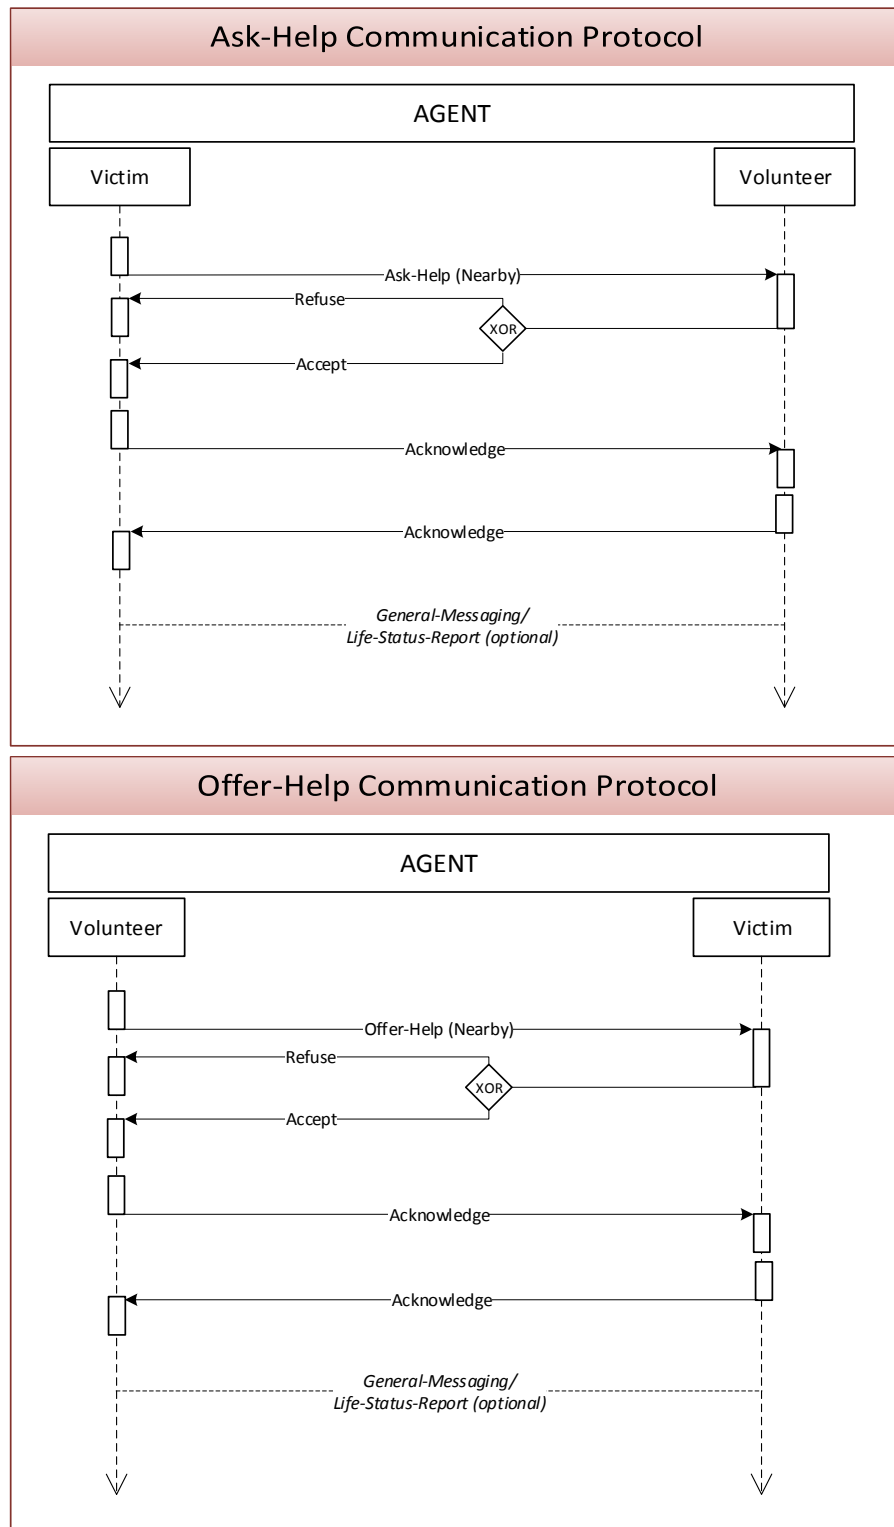 Ask-Help Communication Protocol
AGENT
Victim
Volunteer
Ask-Help (Nearby)
Refuse
XOR
Accept
Acknowledge
Acknowledge
General-Messaging/
Life-Status-Report (optional)
Offer-Help Communication Protocol
AGENT
Volunteer
Victim
Offer-Help (Nearby)
Refuse
XOR
Accept
Acknowledge
Acknowledge
General-Messaging/
Life-Status-Report (optional)